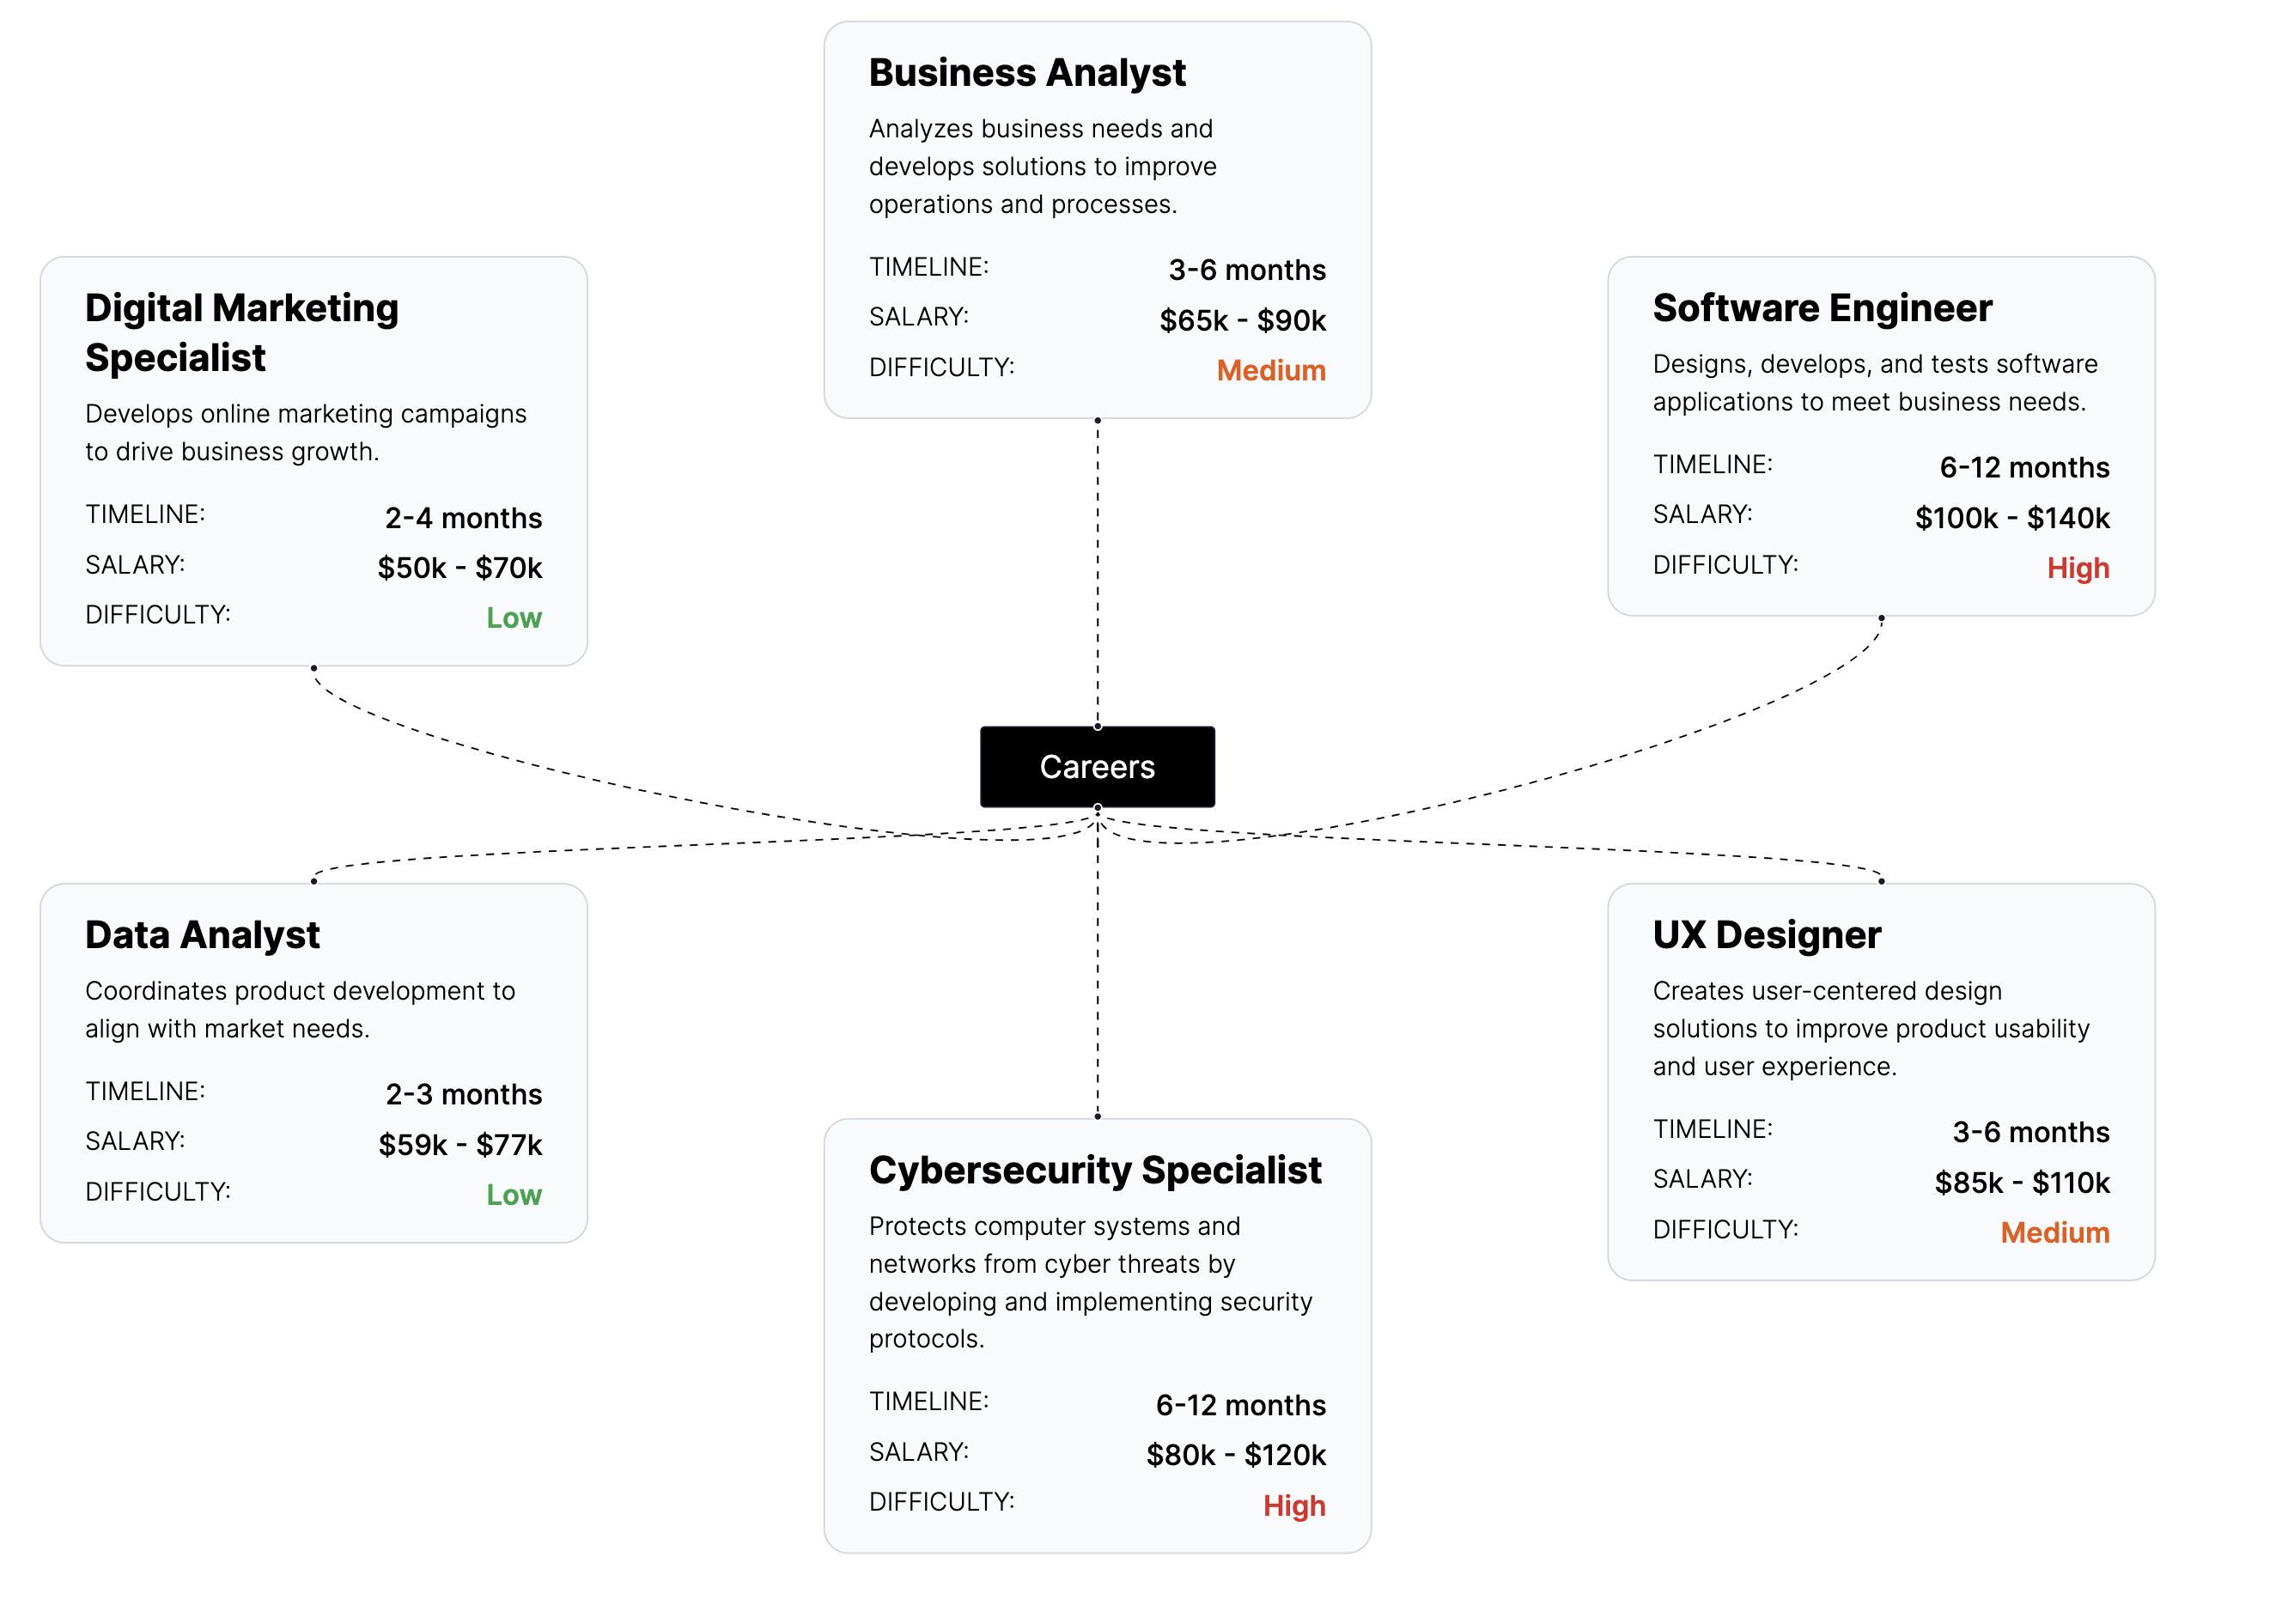 Business Analyst
Analyzes business needs and
develops solutions to improve
operations and processes.
TIMELINE: 3-6 months
SALARY: $65k - $90k
DIFFICULTY: Medium
Digital Marketing
Specialist
Develops online marketing campaigns
to drive business growth.
TIMELINE: 2-4 months
SALARY: $50k - $70k
DIFFICULTY: Low
Software Engineer
Designs, develops, and tests software
applications to meet business needs.
TIMELINE: 6-12 months
SALARY: $100k - $140k
DIFFICULTY: High
Careers
Data Analyst
Coordinates product development to
align with market needs.
TIMELINE: 2-3 months
SALARY: $59k - $77k
DIFFICULTY: Low
Cybersecurity Specialist
Protects computer systems and
networks from cyber threats by
developing and implementing security
protocols.
TIMELINE: 6-12 months
SALARY: $80k - $120k
DIFFICULTY: High
UX Designer
Creates user-centered design
solutions to improve product usability
and user experience.
TIMELINE: 3-6 months
SALARY: $85k - $110k
DIFFICULTY: Medium